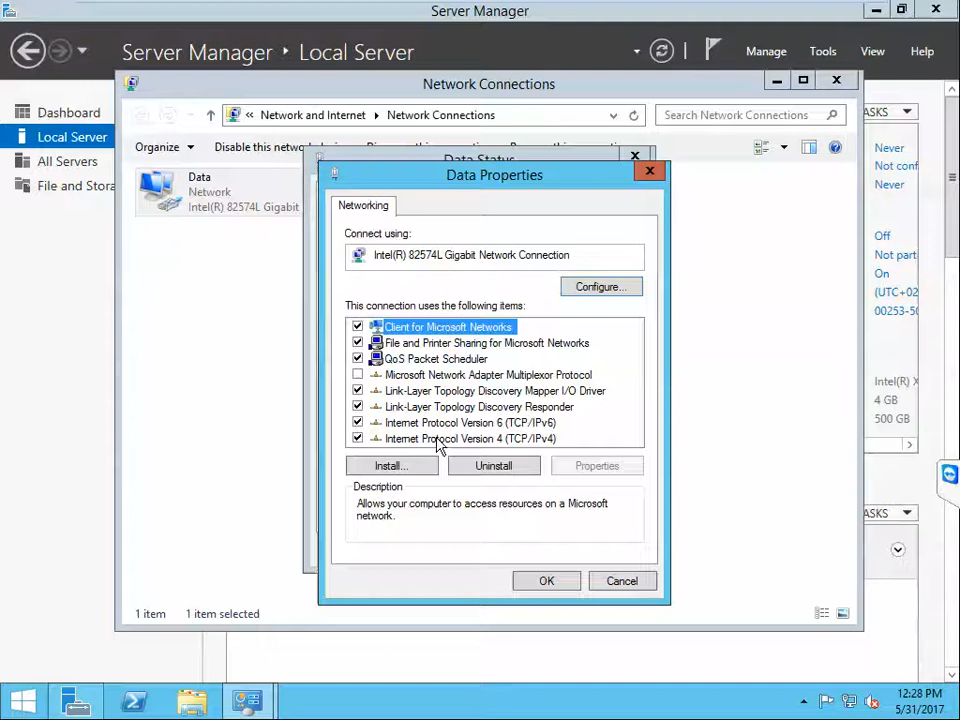 Server Manager
Server Manager
Local Server
Manage
Tools
View
Help
Network Connections
Dashboard
Local Server
All Servers
File and Stora
« Network and Internet
Network Connections
Search Network Connections
ASKS
Organize
Disable this netw
Never
Not conf
Never
Data
Network
Intel(R) 82574L Gigabit
Data Status
Data Properties
Networking
Connect using:
Intel(R) 82574L Gigabit Network Connection
Configure...
This connection uses the following items:
Client for Microsoft Networks
File and Printer Sharing for Microsoft Networks
QoS Packet Scheduler
Microsoft Network Adapter Multiplexor Protocol
Link-Layer Topology Discovery Mapper I/O Driver
Link-Layer Topology Discovery Responder
Internet Protocol Version 6 (TCP/IPv6)
Internet Protocol Version 4 (TCP/IPv4)
Install...
Uninstall
Properties
Description
Allows your computer to access resources on a Microsoft
network.
OK
Cancel
Off
Not part
On
(UTC+02
00253-50
Intel(R) X
4 GB
500 GB
ASKS
1 item
1 item selected
12:28 PM
5/31/2017